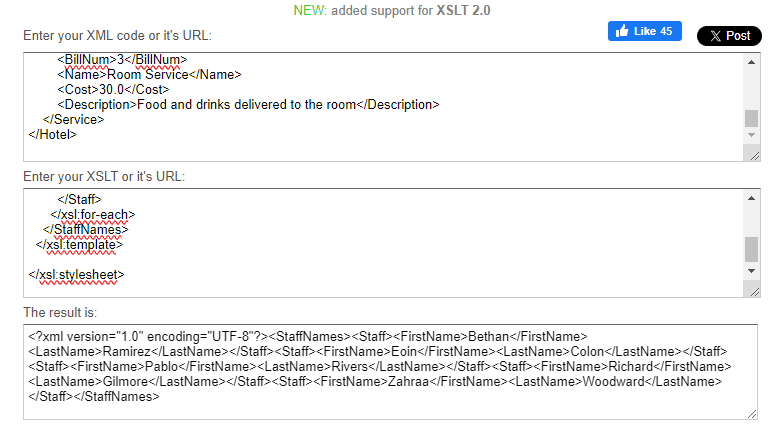 NEW: added support for XSLT 2.0
Enter your XML code or it's URL:
Like 45
Post
<BillNum>3</BillNum>
<Name>Room Service</Name>
<Cost>30.0</Cost>
<Description>Food and drinks delivered to the room</Description>
</Service>
</Hotel>
Enter your XSLT or it's URL:
</Staff>
</xsl:for-each>
</StaffNames>
</xsl:template>
</xsl:stylesheet>
The result is:
<?xml version="1.0" encoding="UTF-8"?><StaffNames><Staff><FirstName>Bethan</FirstName>
<LastName>Ramirez</LastName></Staff><Staff><FirstName>Eoin</FirstName><LastName>Colon</LastName></Staff>
<Staff><FirstName>Pablo</FirstName><LastName>Rivers</LastName></Staff><Staff><FirstName>Richard</FirstName>
<LastName>Gilmore</LastName></Staff><Staff><FirstName>Zahraa</FirstName><LastName>Woodward</LastName>
</Staff></StaffNames>